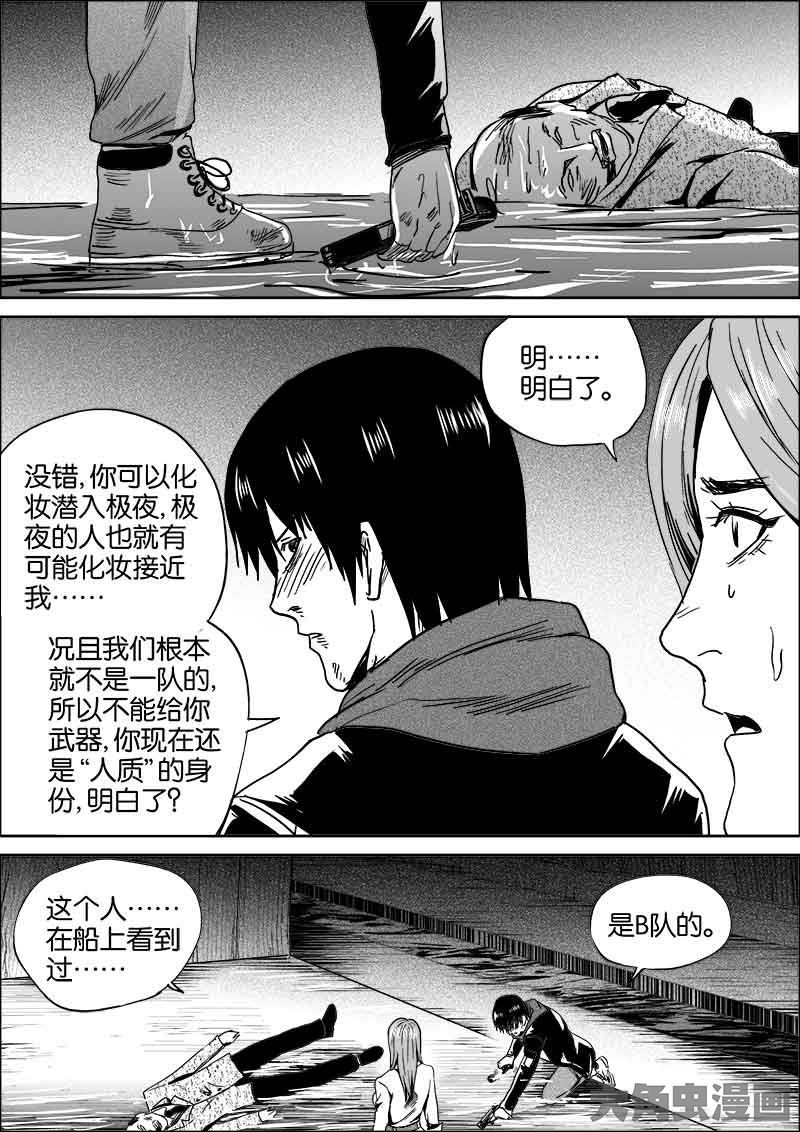 明……
明白了。
没错，你可以化
妆潜入极夜，极
夜的人也就有
可能化妆接近
我……
况且我们根本
就不是一队的，
所以不能给你
武器，你现在还
是“人质”的身
份，明白了？
这个人……
在船上看到
过……
是B队的。
大角虫漫画